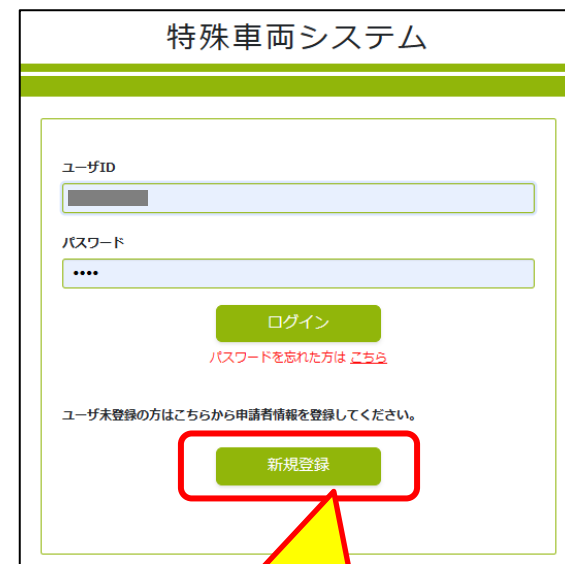 特殊車両システム
ユーザID
パスワード
••••
ログイン
パスワードを忘れた方は こちら
ユーザ未登録の方はこちらから申請者情報を登録してください。
新規登録